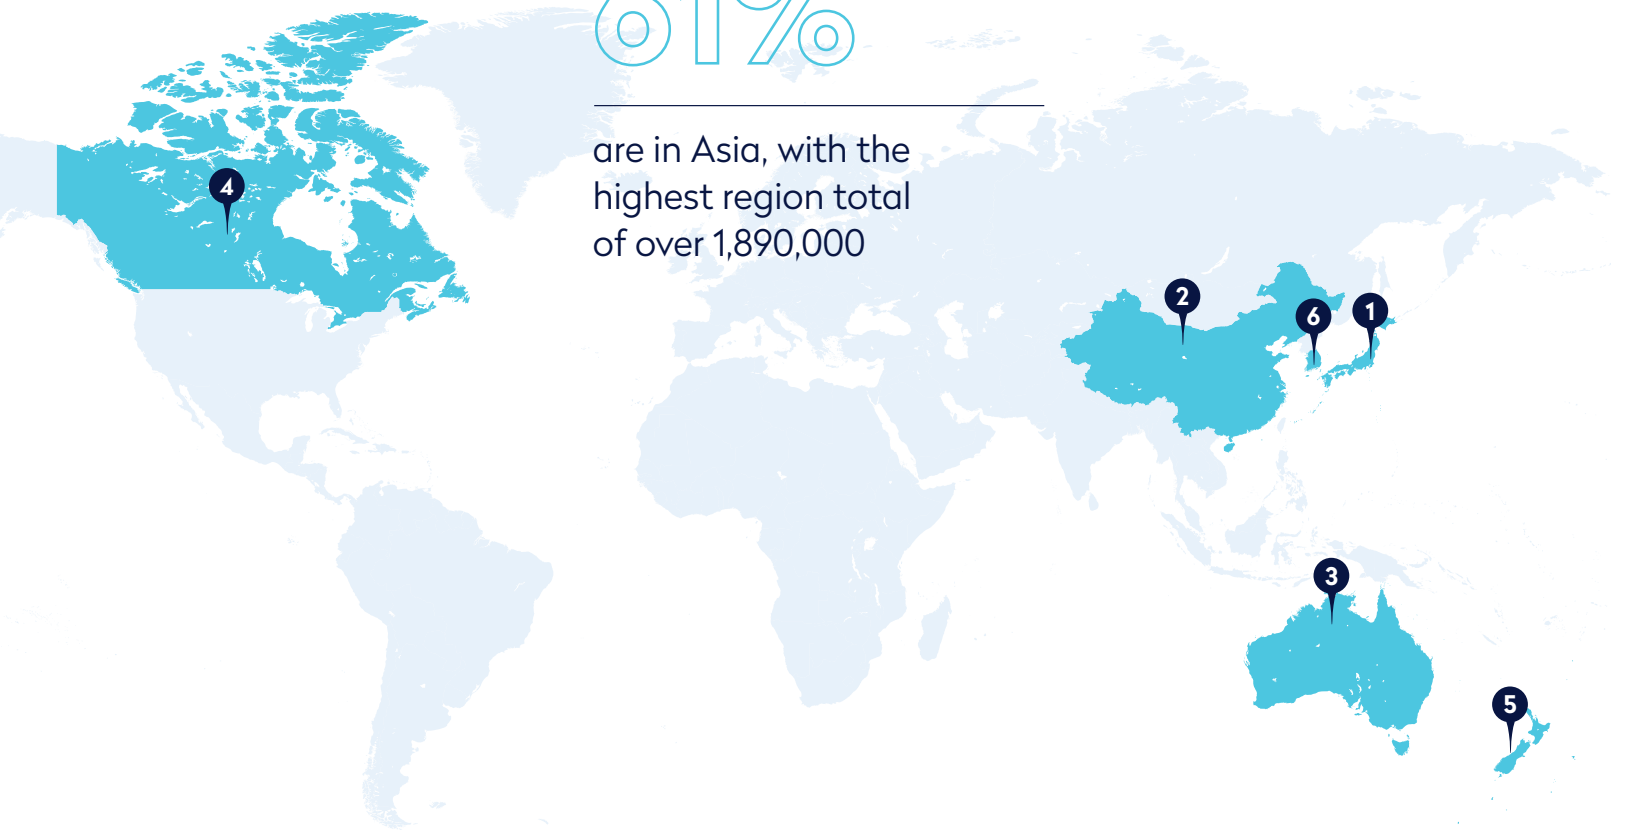 61%
are in Asia, with the
highest region total
of over 1,890,000
4
2
6
1
3
5